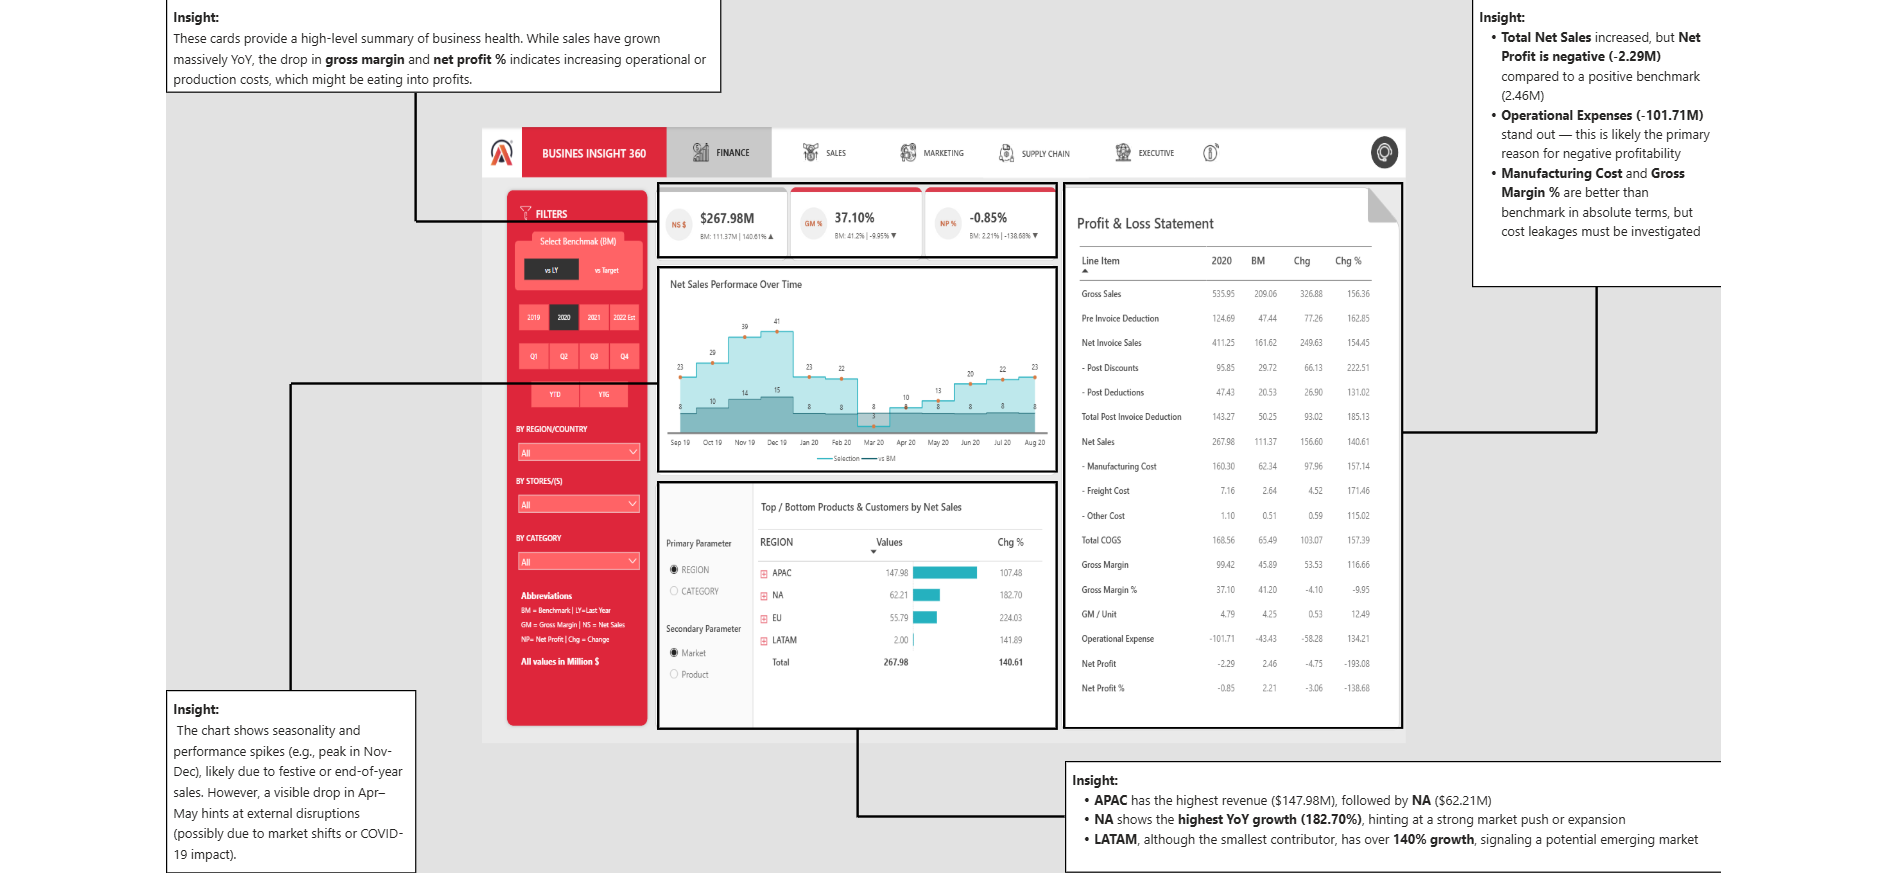 Insight:
These cards provide a high-level summary of business health. While sales have grown
massively YoY, the drop in gross margin and net profit % indicates increasing operational or
production costs, which might be eating into profits.
Insight:
• Total Net Sales increased, but Net
Profit is negative (-2.29M)
compared to a positive benchmark
(2.46M)
• Operational Expenses (-101.71M)
stand out — this is likely the primary
reason for negative profitability
• Manufacturing Cost and Gross
Margin % are better than
benchmark in absolute terms, but
cost leakages must be investigated
BUSINES INSIGHT 360
FINANCE
SALES
MARKETING
SUPPLY CHAIN
EXECUTIVE
FILTERS
Select Benchmak (BM)
vs LY
vs Target
2019 2020 2021 2022 Est
Q1 Q2 Q3 Q4
YTD YTG
BY REGION/COUNTRY
All
BY STORES/(S)
All
BY CATEGORY
All
Abbreviations
BM = Benchmark | LY=Last Year
GM = Gross Margin | NS = Net Sales
NP= Net Profit | Chg = Change
All values in Million $
NS $
$267.98M
BM: 111.37M | 140.61% ▲
GM %
37.10%
BM: 41.2% | -9.95% ▼
NP %
-0.85%
BM: 2.21% | -138.68% ▼
Net Sales Performace Over Time
23 29 39 41 23 22 3 10 13 20 22 23
8 10 14 15 8 8 8 8 8 8 8 8
Sep 19 Oct 19 Nov 19 Dec 19 Jan 20 Feb 20 Mar 20 Apr 20 May 20 Jun 20 Jul 20 Aug 20
Selection vs BM
Primary Parameter
REGION
CATEGORY
Secondary Parameter
Market
Product
Top / Bottom Products & Customers by Net Sales
REGION Values Chg %
APAC 147.98 107.48
NA 62.21 182.70
EU 55.79 224.03
LATAM 2.00 141.89
Total 267.98 140.61
Profit & Loss Statement
Line Item 2020 BM Chg Chg %
Gross Sales 535.95 209.06 326.88 156.36
Pre Invoice Deduction 124.69 47.44 77.26 162.85
Net Invoice Sales 411.25 161.62 249.63 154.45
- Post Discounts 95.85 29.72 66.13 222.51
- Post Deductions 47.43 20.53 26.90 131.02
Total Post Invoice Deduction 143.27 50.25 93.02 185.13
Net Sales 267.98 111.37 156.60 140.61
- Manufacturing Cost 160.30 62.34 97.96 157.14
- Freight Cost 7.16 2.64 4.52 171.46
- Other Cost 1.10 0.51 0.59 115.02
Total COGS 168.56 65.49 103.07 157.39
Gross Margin 99.42 45.89 53.53 116.66
Gross Margin % 37.10 41.20 -4.10 -9.95
GM / Unit 4.79 4.25 0.53 12.49
Operational Expense -101.71 -43.43 -58.28 134.21
Net Profit -2.29 2.46 -4.75 -193.08
Net Profit % -0.85 2.21 -3.06 -138.68
Insight:
The chart shows seasonality and
performance spikes (e.g., peak in Nov-
Dec), likely due to festive or end-of-year
sales. However, a visible drop in Apr–
May hints at external disruptions
(possibly due to market shifts or COVID-
19 impact).
Insight:
• APAC has the highest revenue ($147.98M), followed by NA ($62.21M)
• NA shows the highest YoY growth (182.70%), hinting at a strong market push or expansion
• LATAM, although the smallest contributor, has over 140% growth, signaling a potential emerging market